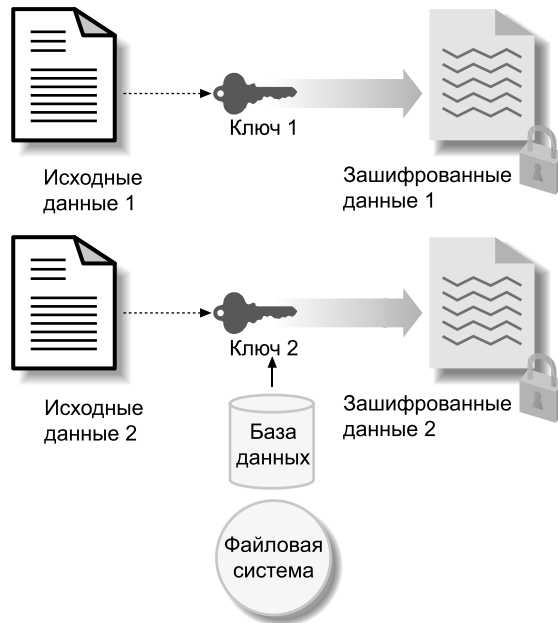 Ключ 1
Исходные
данные 1
Зашифрованные
данные 1
Ключ 2
Исходные
данные 2
Зашифрованные
данные 2
База
данных
Файловая
система